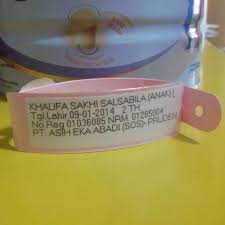 KHALIFA SAKHI SALSABILA (ANAK) [
Tgl.Lahir 09-01-2014 2 TH
No.Reg 01036085 NRM 01285004
PT. ASIH EKA ABADI (SOS)- PRUDEN